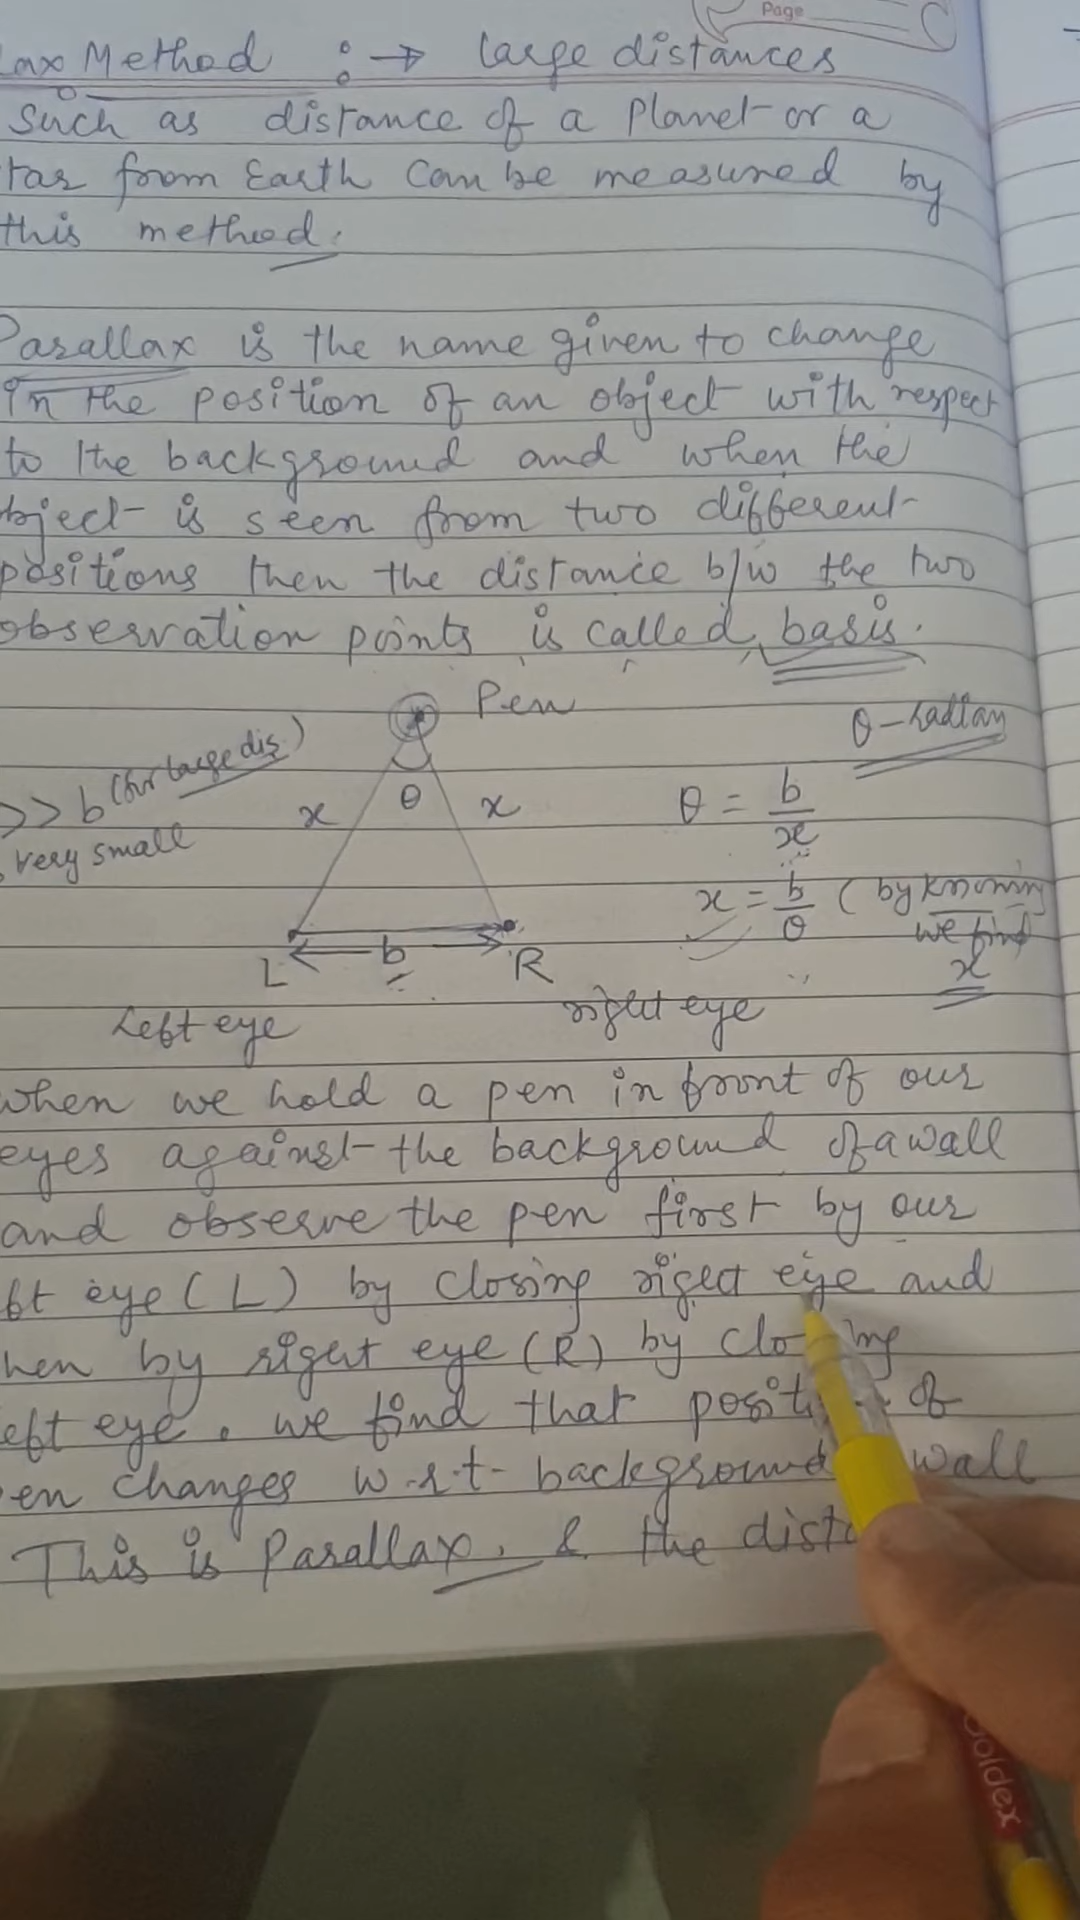 Page
lax Method :→ large distances
such as distance of a Planet or a
tar from Earth can be measured by
this method.
Parallax is the name given to change
in the position of an object with respect
to the background and when the
bject is seen from two different
positions then the distance b/w the two
observation points is called basis.
Pen
θ-radian
>> b (for large dis.)
very small
x θ x
θ = b/x
x = b/θ ( by knowing
we find
x
b
L R
Left eye right eye
when we hold a pen in front of our
eyes against the background of a wall
and observe the pen first by our
ft eye (L) by closing right eye and
hen by right eye (R) by clo ing
eft eye. we find that posit of
en changes w.r.t background wall
This is Parallax. & the dista
Goldex